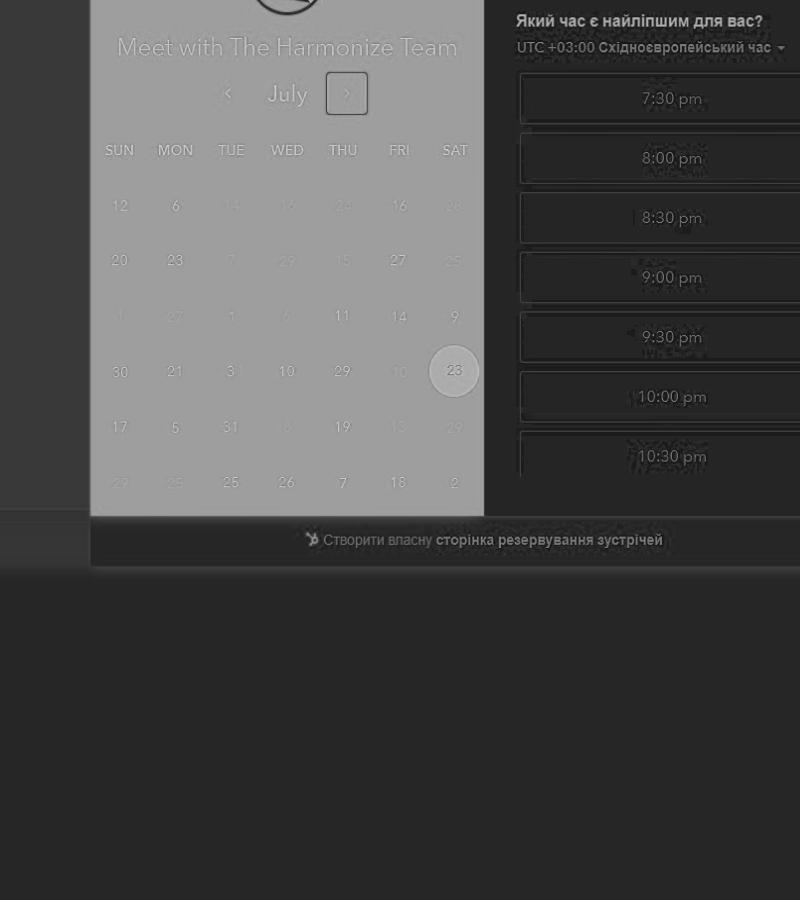 Meet with The Harmonize Team
July
SUN MON TUE WED THU FRI SAT
12 6 14 16 24 16 28
20 23 7 29 15 27 25
27 1 11 14 9
30 21 3 10 29 10 23
17 5 31 19 13 29
29 25 25 26 7 18 2
Який час є найліпшим для вас?
UTC +03:00 Східноєвропейський час
7:30 pm
8:00 pm
8:30 pm
9:00 pm
9:30 pm
10:00 pm
10:30 pm
Створити власну сторінка резервування зустрічей